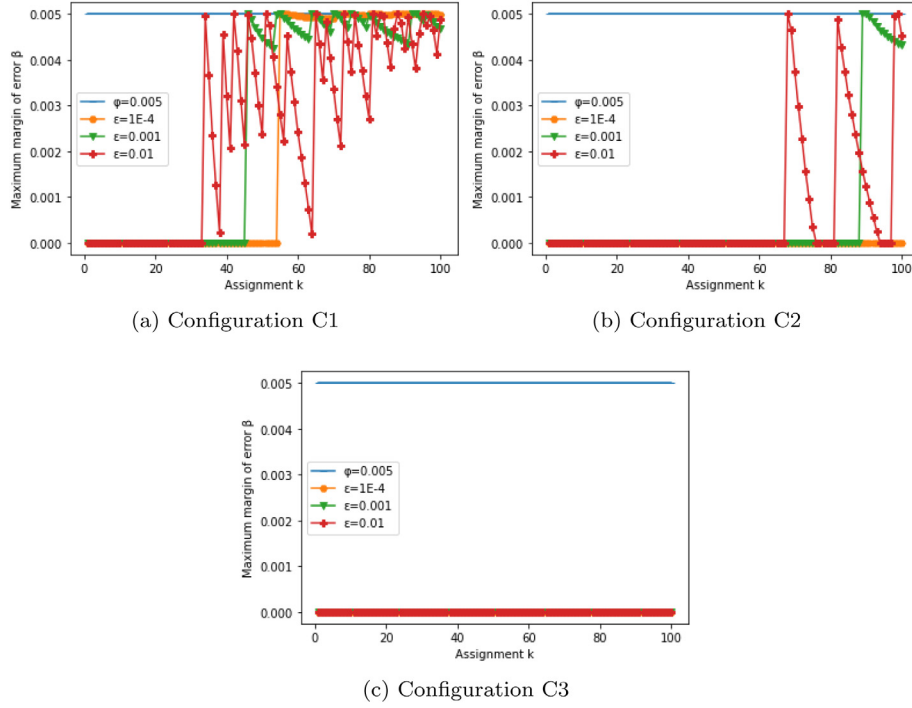 0.005
0.004
0.003
0.002
0.001
0.000
Maximum margin of error β
φ=0.005
ε=1E-4
ε=0.001
ε=0.01
0 20 40 60 80 100
Assignment k
(a) Configuration C1
0.005
0.004
0.003
0.002
0.001
0.000
Maximum margin of error β
φ=0.005
ε=1E-4
ε=0.001
ε=0.01
0 20 40 60 80 100
Assignment k
(b) Configuration C2
0.005
0.004
0.003
0.002
0.001
0.000
Maximum margin of error β
φ=0.005
ε=1E-4
ε=0.001
ε=0.01
0 20 40 60 80 100
Assignment k
(c) Configuration C3